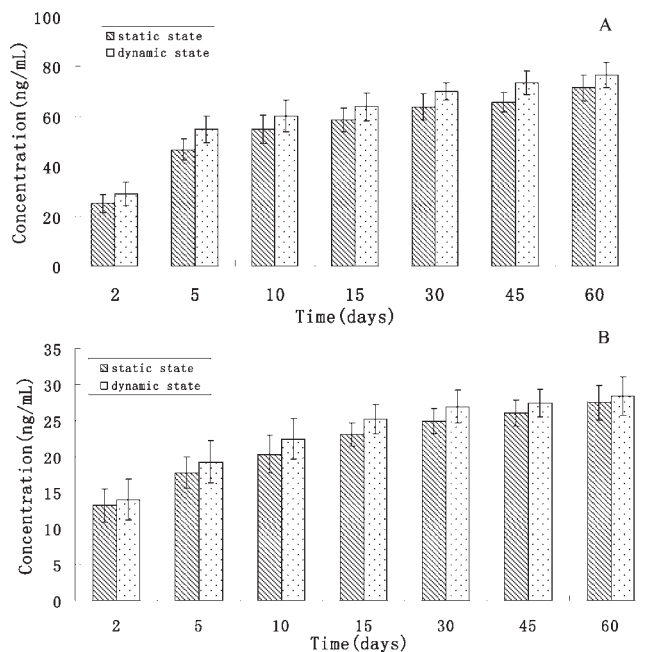 A
100
80
60
40
20
0
Concentration(ng/mL)
static state
dynamic state
2 5 10 15 30 45 60
Time(days)
B
35
30
25
20
15
10
5
0
Concentration(ng/mL)
static state
dynamic state
2 5 10 15 30 45 60
Time(days)